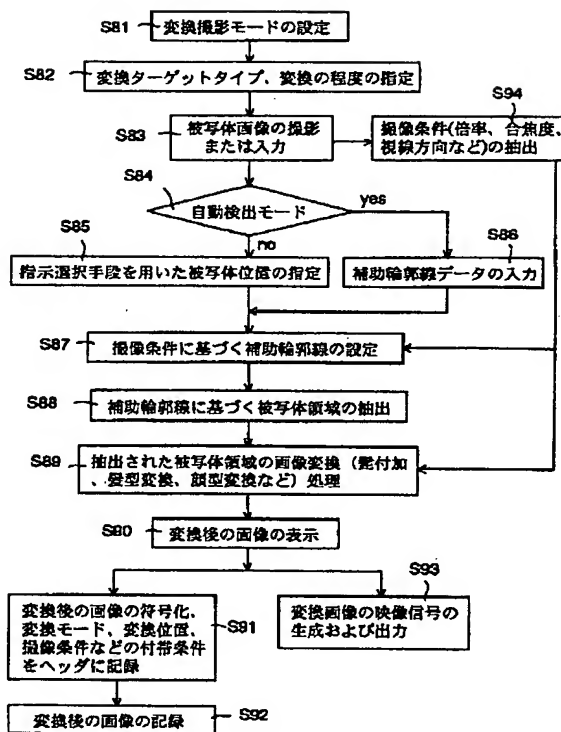 S81
変換撮影モードの設定
S82
変換ターゲットタイプ、変換の程度の指定
S83
被写体画像の撮影
または入力
S94
撮像条件(倍率、合焦度、
視線方向など)の抽出
S84
自動検出モード
yes
no
S85
指示選択手段を用いた被写体位置の指定
S86
補助輪郭線データの入力
S87
撮像条件に基づく補助輪郭線の設定
S88
補助輪郭線に基づく被写体領域の抽出
S89
抽出された被写体領域の画像変換(髭付加
、髪型変換、顔型変換など)処理
S90
変換後の画像の表示
S91
変換後の画像の符号化、
変換モード、変換位置、
撮像条件などの付帯条件
をヘッダに記録
S93
変換画像の映像信号の
生成および出力
S92
変換後の画像の記録